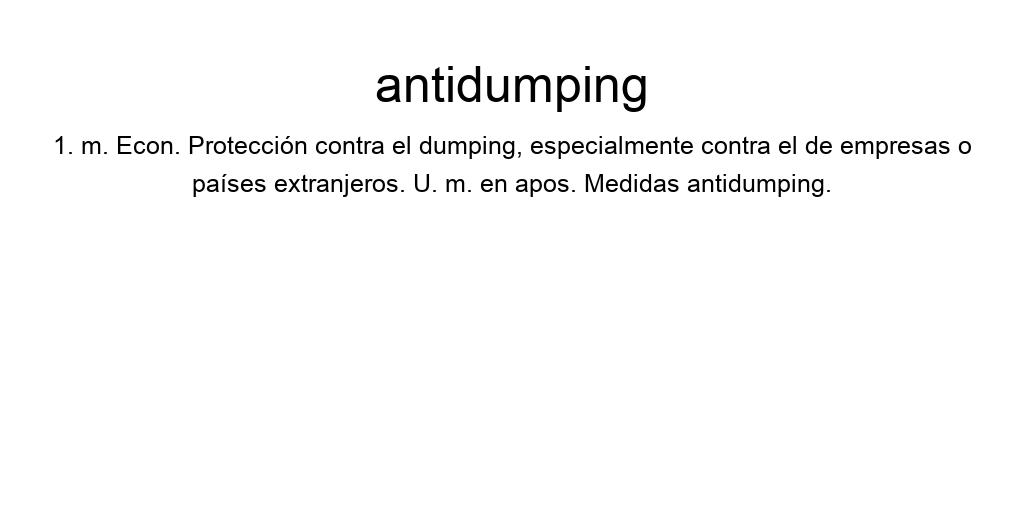 antidumping
1. m. Econ. Protección contra el dumping, especialmente contra el de empresas o
países extranjeros. U. m. en apos. Medidas antidumping.